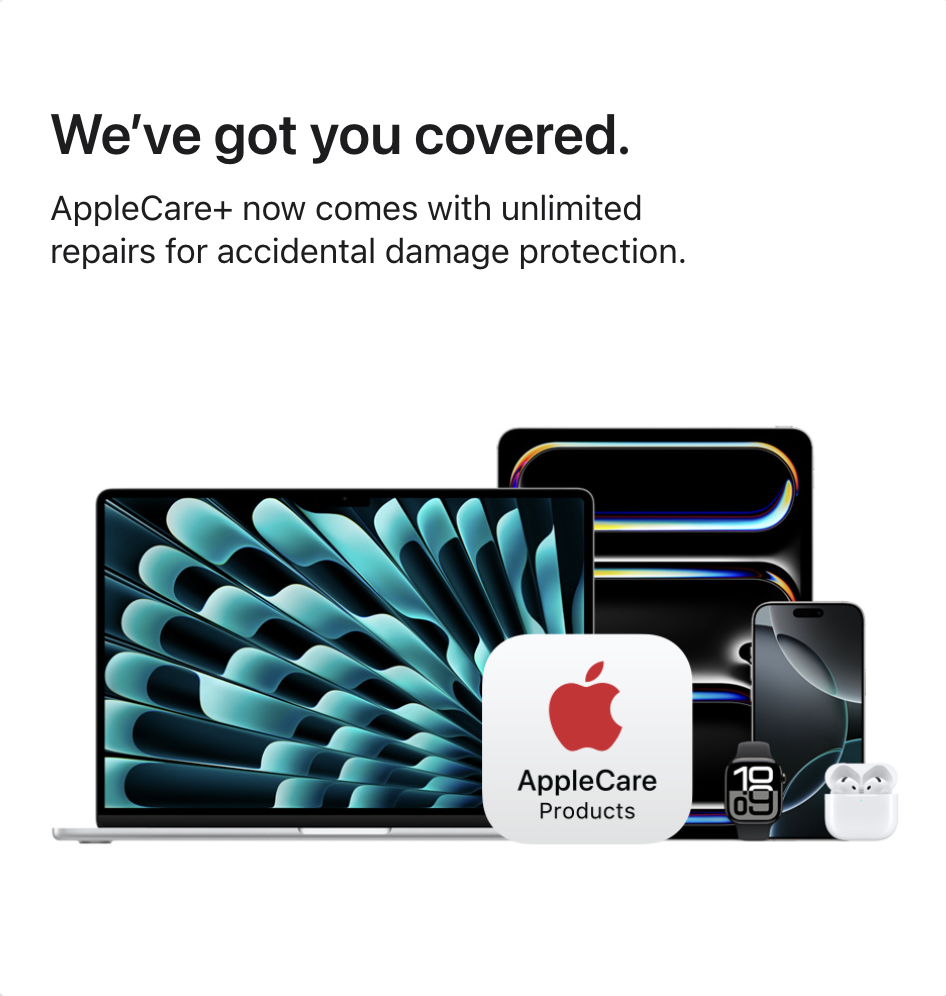 We’ve got you covered.
AppleCare+ now comes with unlimited
repairs for accidental damage protection.
AppleCare
Products
10
09